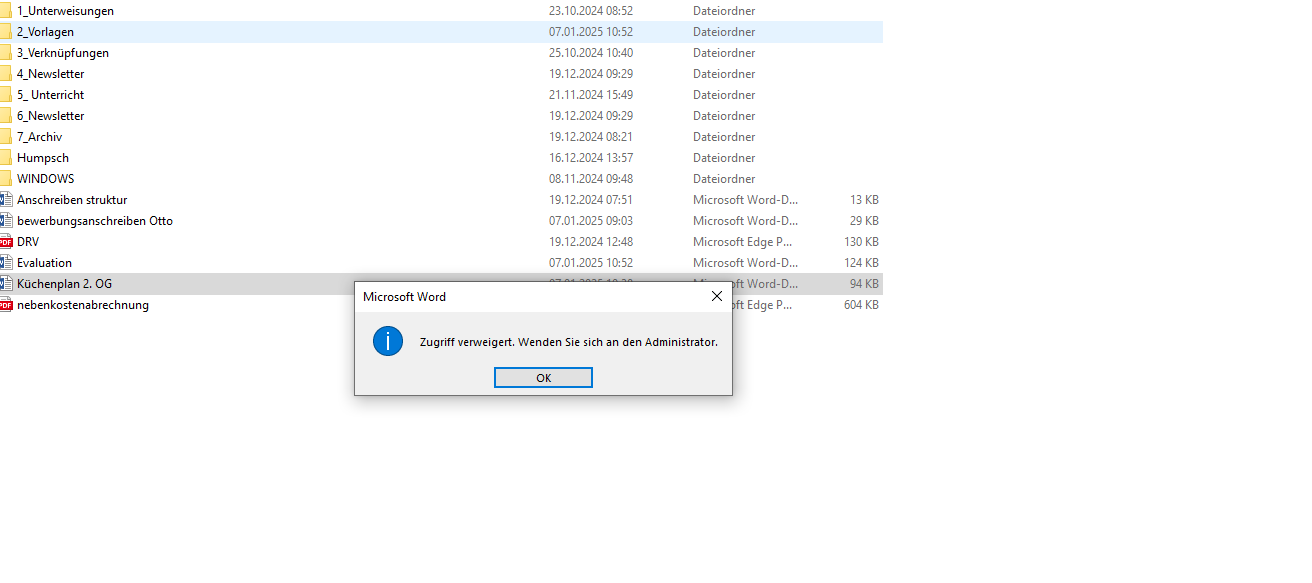 1_Unterweisungen 23.10.2024 08:52 Dateiordner
2_Vorlagen 07.01.2025 10:52 Dateiordner
3_Verknüpfungen 25.10.2024 10:40 Dateiordner
4_Newsletter 19.12.2024 09:29 Dateiordner
5_ Unterricht 21.11.2024 15:49 Dateiordner
6_Newsletter 19.12.2024 09:29 Dateiordner
7_Archiv 19.12.2024 08:21 Dateiordner
Humpsch 16.12.2024 13:57 Dateiordner
WINDOWS 08.11.2024 09:48 Dateiordner
Anschreiben struktur 19.12.2024 07:51 Microsoft Word-D... 13 KB
bewerbungsanschreiben Otto 07.01.2025 09:03 Microsoft Word-D... 29 KB
PDF DRV 19.12.2024 12:48 Microsoft Edge P... 130 KB
Evaluation 07.01.2025 10:52 Microsoft Word-D... 124 KB
Küchenplan 2. OG ft Word-D... 94 KB
PDF nebenkostenabrechnung ft Edge P... 604 KB
Microsoft Word
Zugriff verweigert. Wenden Sie sich an den Administrator.
OK